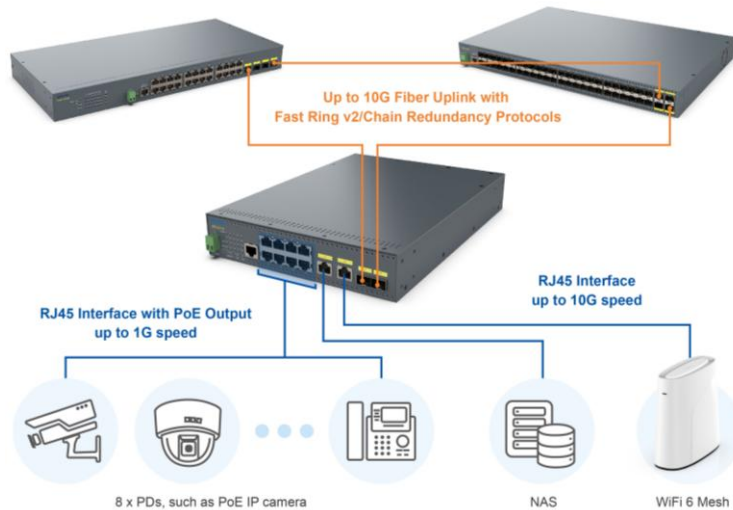 Up to 10G Fiber Uplink with
Fast Ring v2/Chain Redundancy Protocols
RJ45 Interface
up to 10G speed
RJ45 Interface with PoE Output
up to 1G speed
8 x PDs, such as PoE IP camera
NAS
WiFi 6 Mesh